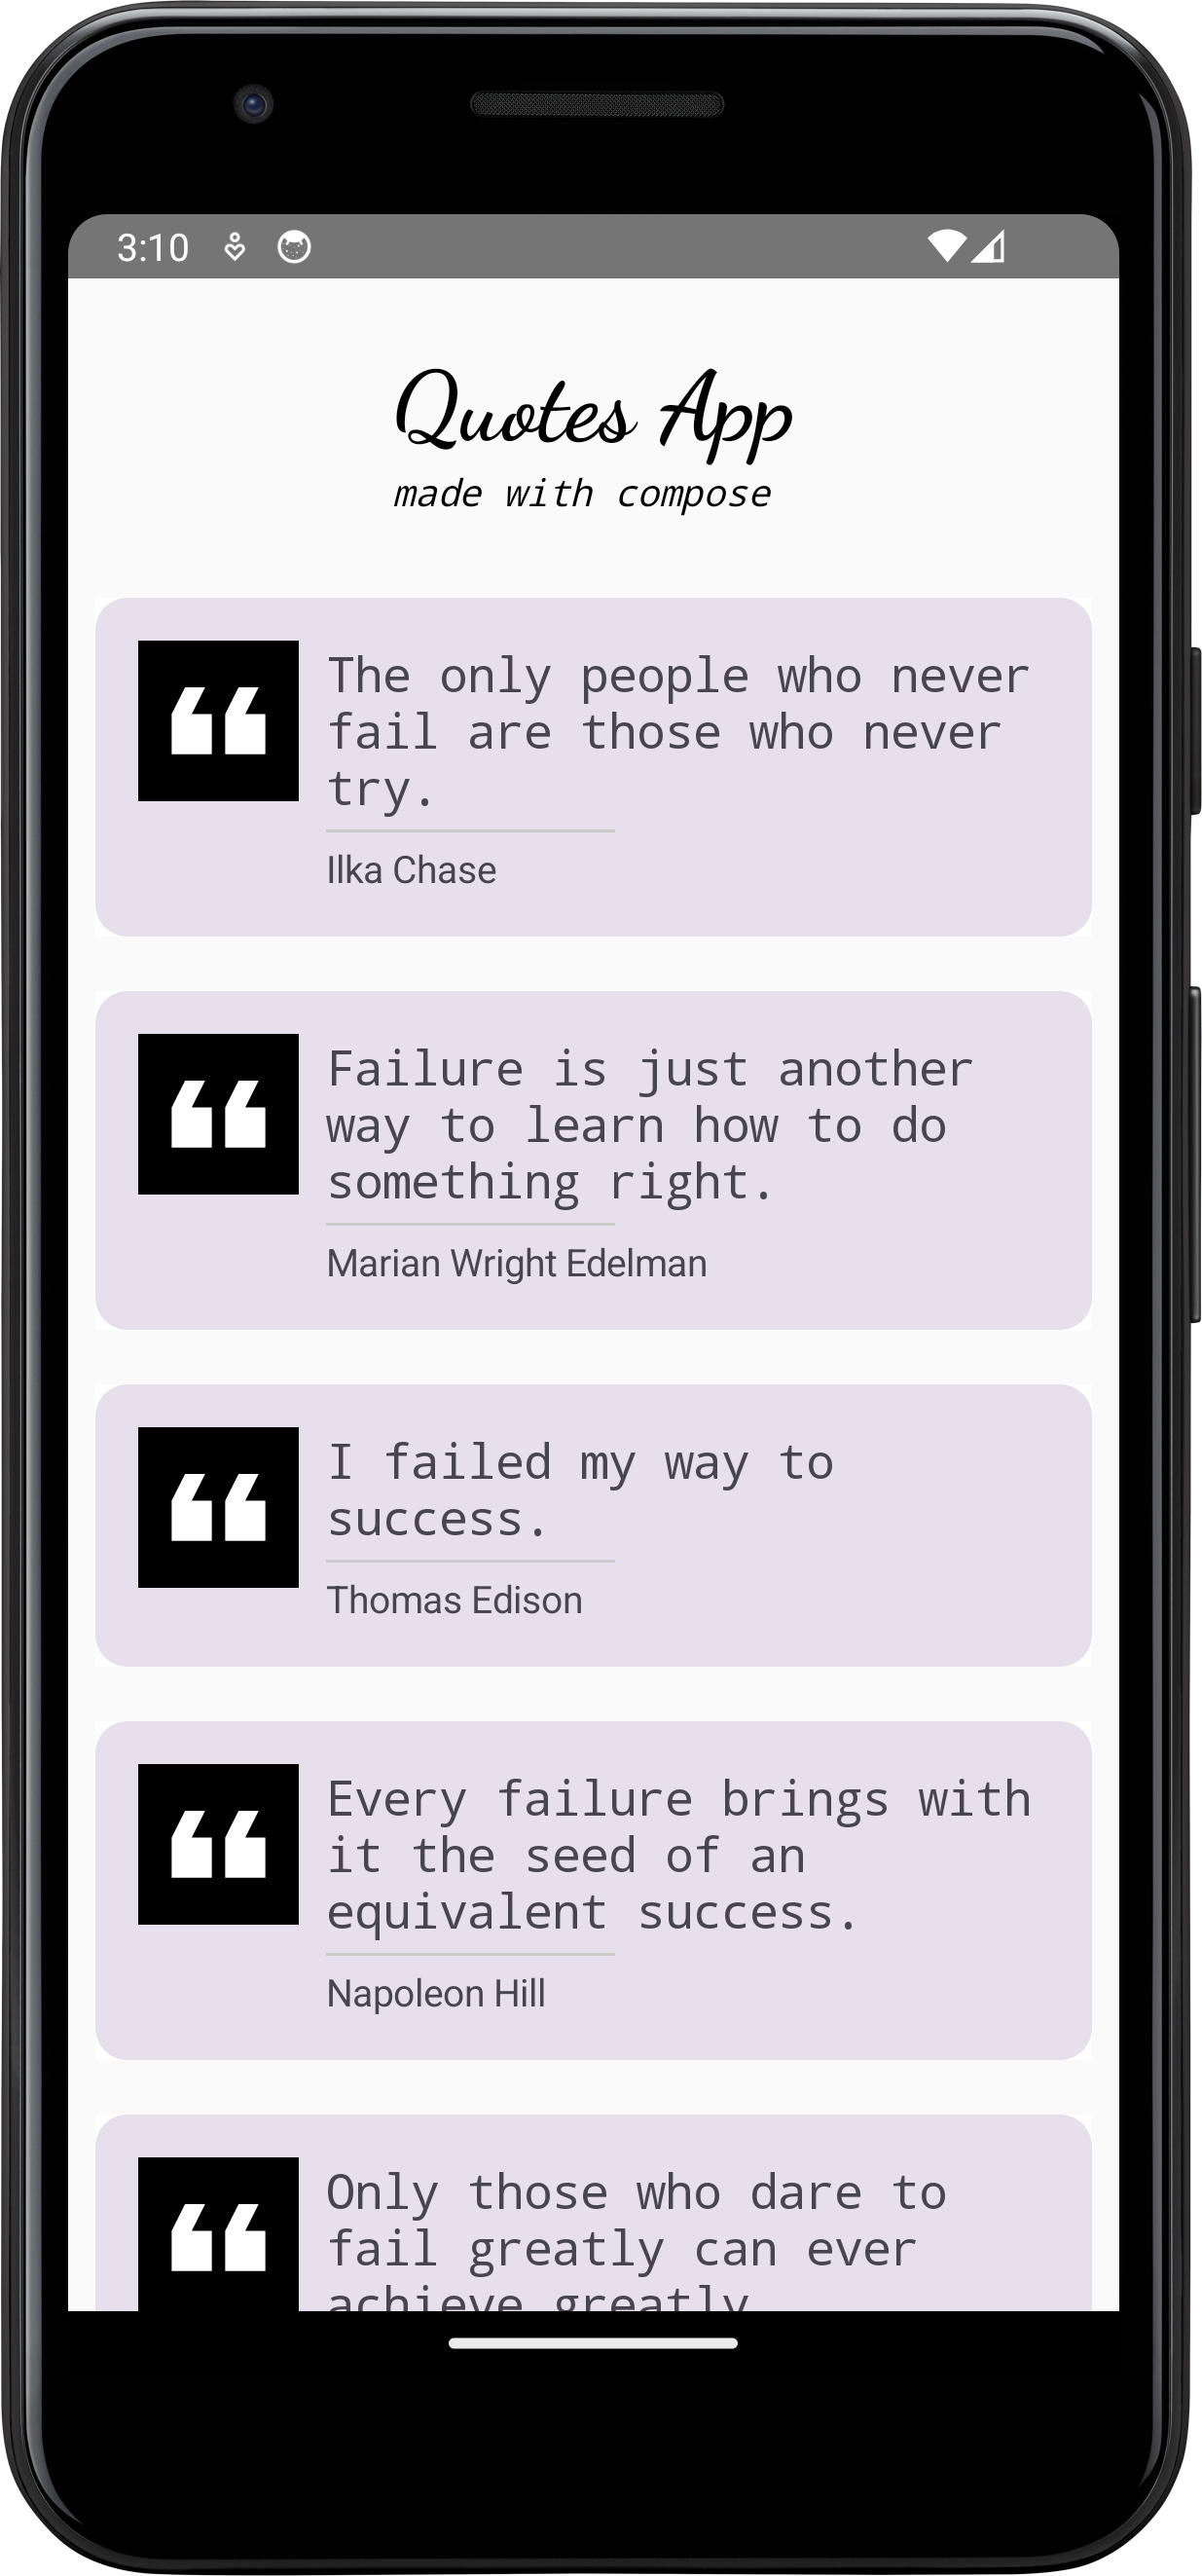 3:10
Quotes App
made with compose
The only people who never
fail are those who never
try.
Ilka Chase
Failure is just another
way to learn how to do
something right.
Marian Wright Edelman
I failed my way to
success.
Thomas Edison
Every failure brings with
it the seed of an
equivalent success.
Napoleon Hill
Only those who dare to
fail greatly can ever
achieve greatly